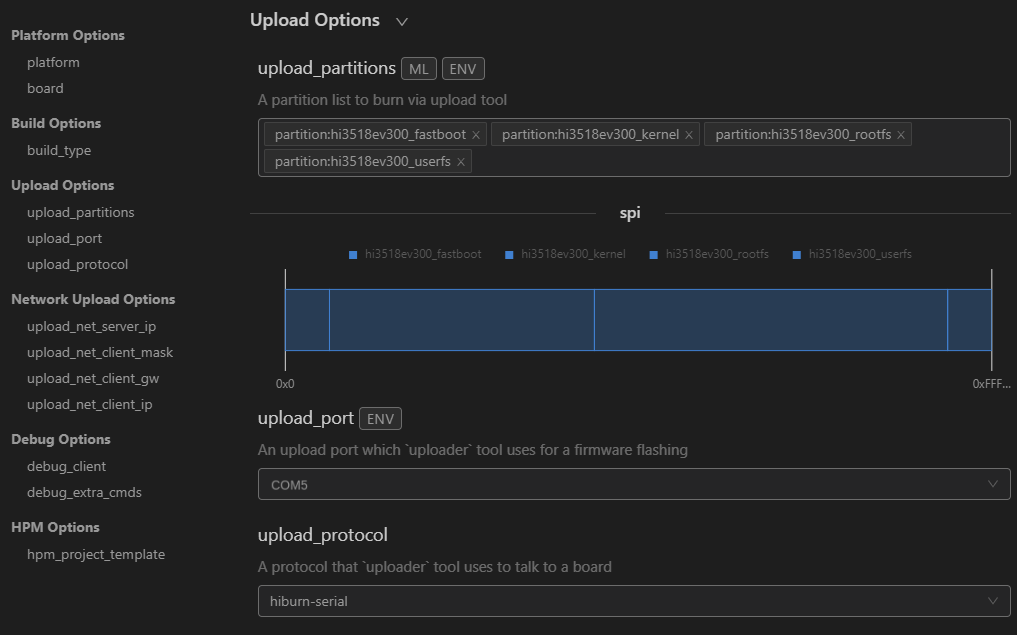 Platform Options
platform
board
Build Options
build_type
Upload Options
upload_partitions
upload_port
upload_protocol
Network Upload Options
upload_net_server_ip
upload_net_client_mask
upload_net_client_gw
upload_net_client_ip
Debug Options
debug_client
debug_extra_cmds
HPM Options
hpm_project_template
Upload Options
upload_partitions ML ENV
A partition list to burn via upload tool
partition:hi3518ev300_fastboot × partition:hi3518ev300_kernel × partition:hi3518ev300_rootfs ×
partition:hi3518ev300_userfs ×
spi
hi3518ev300_fastboot hi3518ev300_kernel hi3518ev300_rootfs hi3518ev300_userfs
0x0 0xFFF...
upload_port ENV
An upload port which `uploader` tool uses for a firmware flashing
COM5
upload_protocol
A protocol that `uploader` tool uses to talk to a board
hiburn-serial